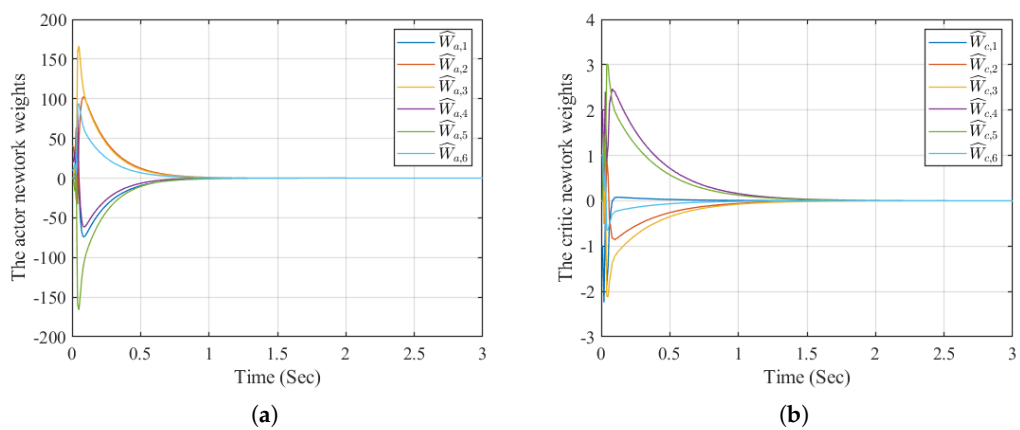 The actor newtork weights
200
150
100
50
0
-50
-100
-150
-200
0 0.5 1 1.5 2 2.5 3
Time (Sec)
Ŵa,1
Ŵa,2
Ŵa,3
Ŵa,4
Ŵa,5
Ŵa,6
(a)
The critic newtork weights
4
3
2
1
0
-1
-2
-3
0 0.5 1 1.5 2 2.5 3
Time (Sec)
Ŵc,1
Ŵc,2
Ŵc,3
Ŵc,4
Ŵc,5
Ŵc,6
(b)